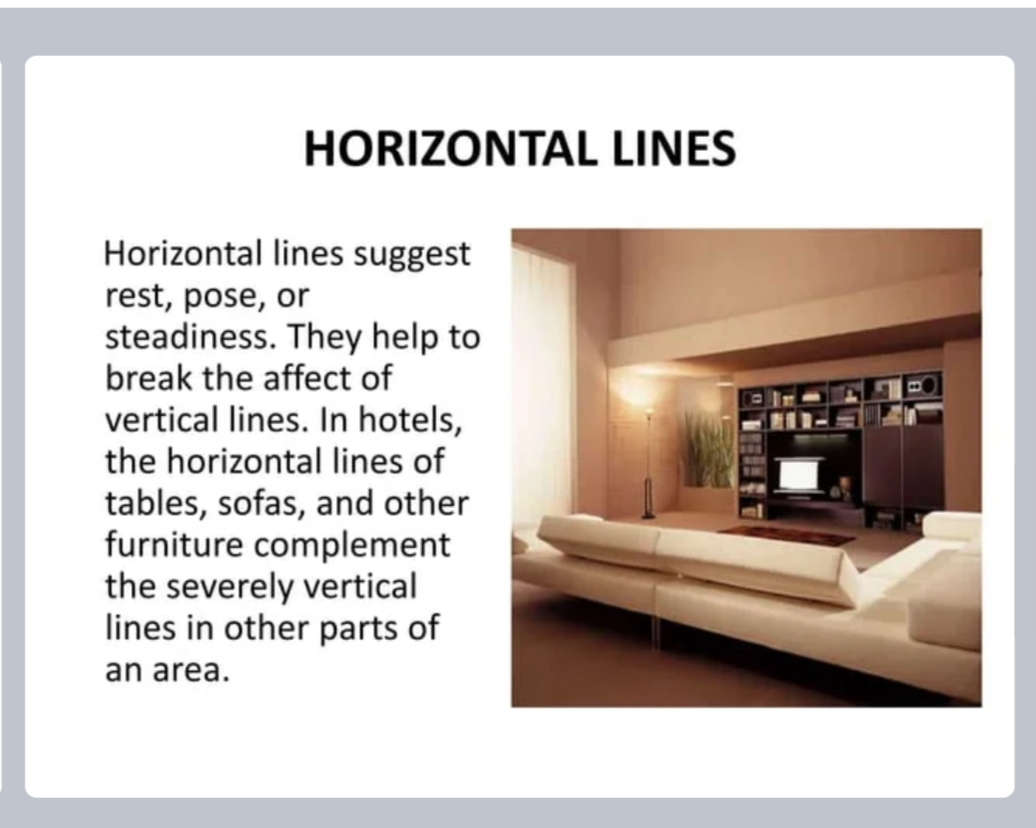 HORIZONTAL LINES
Horizontal lines suggest
rest, pose, or
steadiness. They help to
break the affect of
vertical lines. In hotels,
the horizontal lines of
tables, sofas, and other
furniture complement
the severely vertical
lines in other parts of
an area.